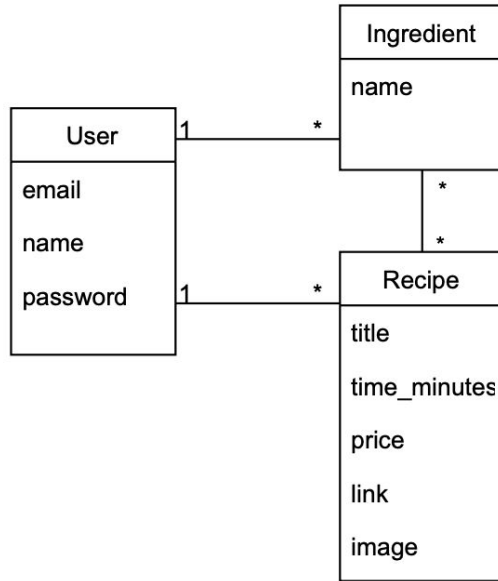 Ingredient
name
User
1
*
email
*
name
*
password
1
*
Recipe
title
time_minutes
price
link
image